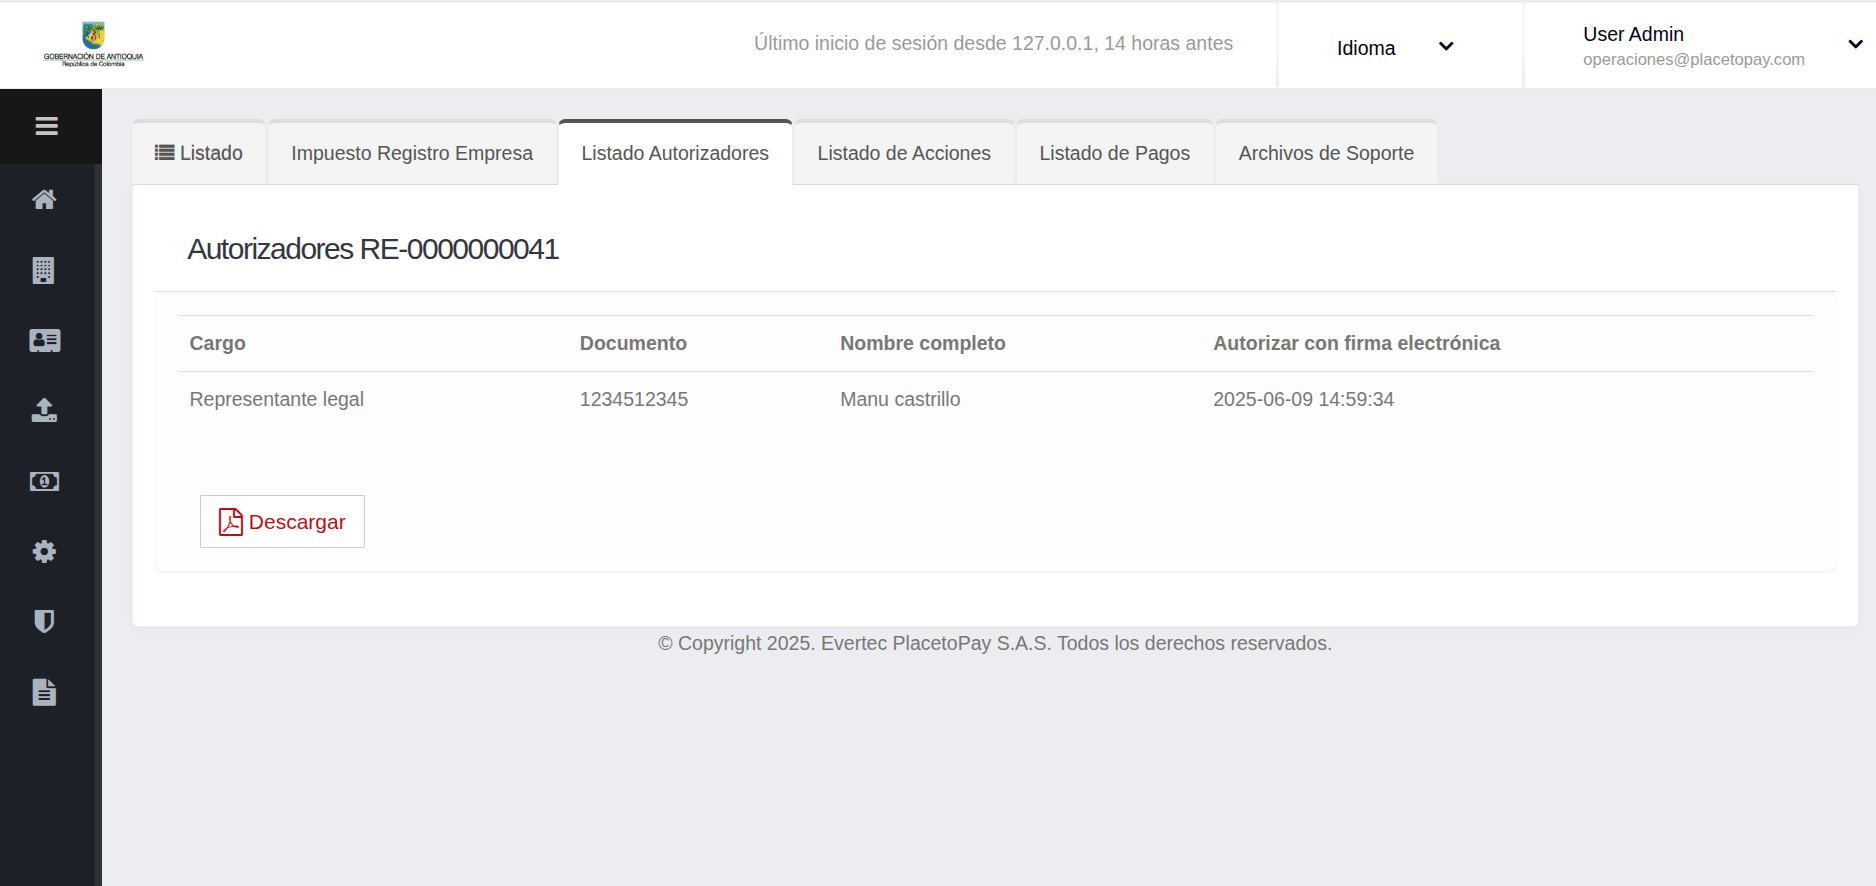 GOBERNACIÓN DE ANTIOQUIA
República de Colombia
Último inicio de sesión desde 127.0.0.1, 14 horas antes
Idioma
User Admin
operaciones@placetopay.com
Listado
Impuesto Registro Empresa
Listado Autorizadores
Listado de Acciones
Listado de Pagos
Archivos de Soporte
Autorizadores RE-0000000041
Cargo Documento Nombre completo Autorizar con firma electrónica
Representante legal 1234512345 Manu castrillo 2025-06-09 14:59:34
Descargar
© Copyright 2025. Evertec PlacetoPay S.A.S. Todos los derechos reservados.